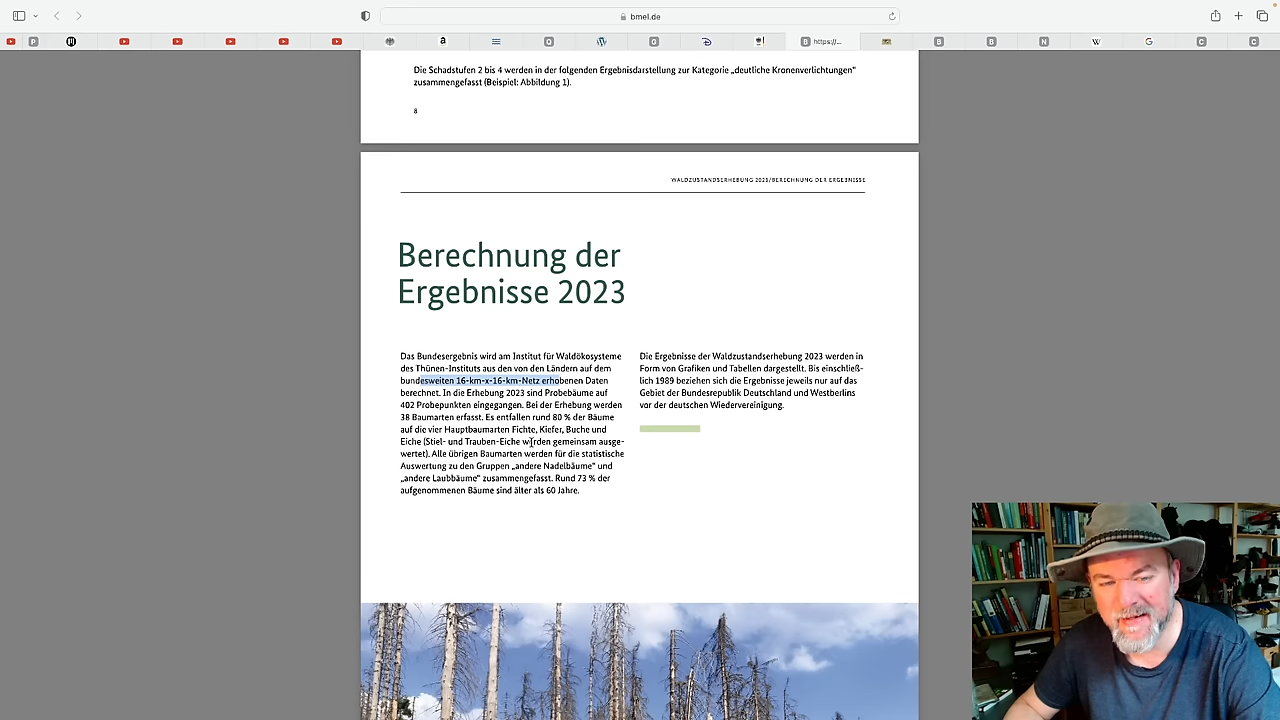 bmel.de
https://...
Die Schadstufen 2 bis 4 werden in der folgenden Ergebnisdarstellung zur Kategorie „deutliche Kronenverlichtungen“
zusammengefasst (Beispiel: Abbildung 1).
8
WALDZUSTANDSERHEBUNG 2023/BERECHNUNG DER ERGEBNISSE
Berechnung der
Ergebnisse 2023
Das Bundesergebnis wird am Institut für Waldökosysteme
des Thünen-Instituts aus den von den Ländern auf dem
bundesweiten 16-km-x-16-km-Netz erhobenen Daten
berechnet. In die Erhebung 2023 sind Probebäume auf
402 Probepunkten eingegangen. Bei der Erhebung werden
38 Baumarten erfasst. Es entfallen rund 80 % der Bäume
auf die vier Hauptbaumarten Fichte, Kiefer, Buche und
Eiche (Stiel- und Trauben-Eiche würden gemeinsam ausge-
wertet). Alle übrigen Baumarten werden für die statistische
Auswertung zu den Gruppen „andere Nadelbäume“ und
„andere Laubbäume“ zusammengefasst. Rund 73 % der
aufgenommenen Bäume sind älter als 60 Jahre.
Die Ergebnisse der Waldzustandserhebung 2023 werden in
Form von Grafiken und Tabellen dargestellt. Bis einschließ-
lich 1989 beziehen sich die Ergebnisse jeweils nur auf das
Gebiet der Bundesrepublik Deutschland und Westberlins
vor der deutschen Wiedervereinigung.